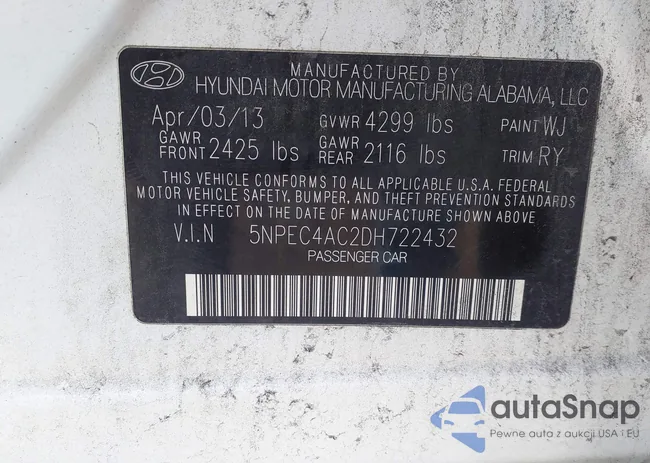 MANUFACTURED BY
HYUNDAI MOTOR MANUFACTURING ALABAMA, LLC
Apr/03/13 GVWR 4299 lbs PAINT WJ
GAWR FRONT 2425 lbs GAWR REAR 2116 lbs TRIM RY
THIS VEHICLE CONFORMS TO ALL APPLICABLE U.S.A. FEDERAL
MOTOR VEHICLE SAFETY, BUMPER, AND THEFT PREVENTION STANDARDS
IN EFFECT ON THE DATE OF MANUFACTURE SHOWN ABOVE
V.I.N 5NPEC4AC2DH722432
PASSENGER CAR
autoSnap
Pewne auta z aukcji USA i EU